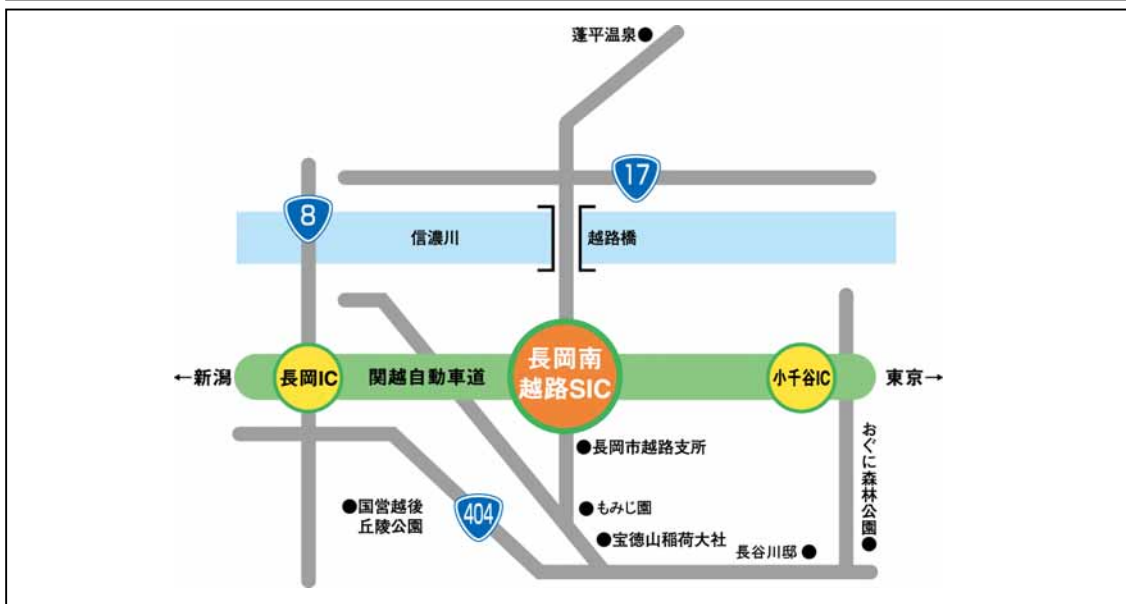 蓬平温泉
17
8
信濃川
越路橋
長岡南
越路SIC
←新潟
長岡IC
関越自動車道
小千谷IC
東京→
長岡市越路支所
おぐに森林公園
国営越後
丘陵公園
404
もみじ園
宝徳山稲荷大社
長谷川邸